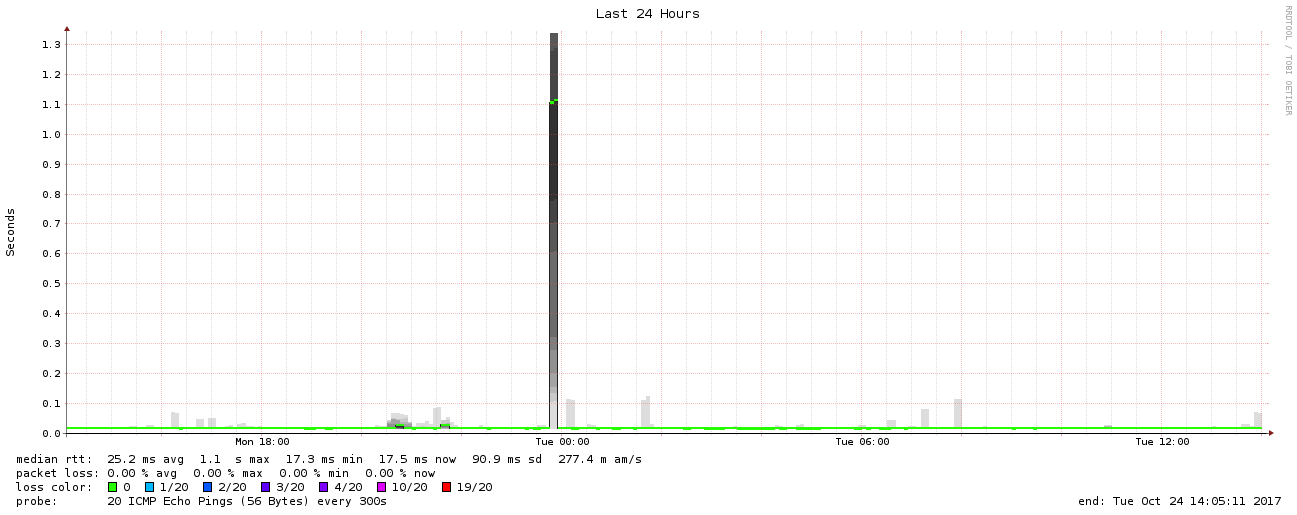 Last 24 Hours
RRDTOOL / TOBI OETIKER
Seconds
1.3
1.2
1.1
1.0
0.9
0.8
0.7
0.6
0.5
0.4
0.3
0.2
0.1
0.0
Mon 18:00 Tue 00:00 Tue 06:00 Tue 12:00
median rtt: 25.2 ms avg 1.1 s max 17.3 ms min 17.5 ms now 90.9 ms sd 277.4 m am/s
packet loss: 0.00 % avg 0.00 % max 0.00 % min 0.00 % now
loss color: 0 1/20 2/20 3/20 4/20 10/20 19/20
probe: 20 ICMP Echo Pings (56 Bytes) every 300s end: Tue Oct 24 14:05:11 2017